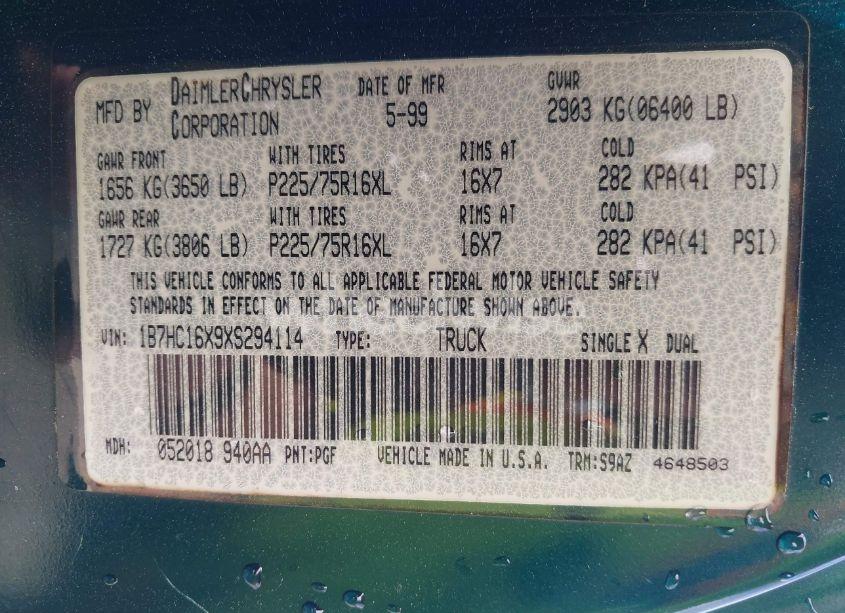 MFD BY DAIMLERCHRYSLER CORPORATION DATE OF MFR 5-99 GVWR 2903 KG(06400 LB)
GAWR FRONT WITH TIRES RIMS AT COLD
1656 KG(3650 LB) P225/75R16XL 16X7 282 KPA(41 PSI)
GAWR REAR WITH TIRES RIMS AT COLD
1727 KG(3806 LB) P225/75R16XL 16X7 282 KPA(41 PSI)
THIS VEHICLE CONFORMS TO ALL APPLICABLE FEDERAL MOTOR VEHICLE SAFETY
STANDARDS IN EFFECT ON THE DATE OF MANUFACTURE SHOWN ABOVE.
VIN: 1B7HC16X9XS294114 TYPE: TRUCK SINGLE X DUAL
MDH: 052018 940AA PNT:PGF VEHICLE MADE IN U.S.A. TRM:S9AZ 4648503